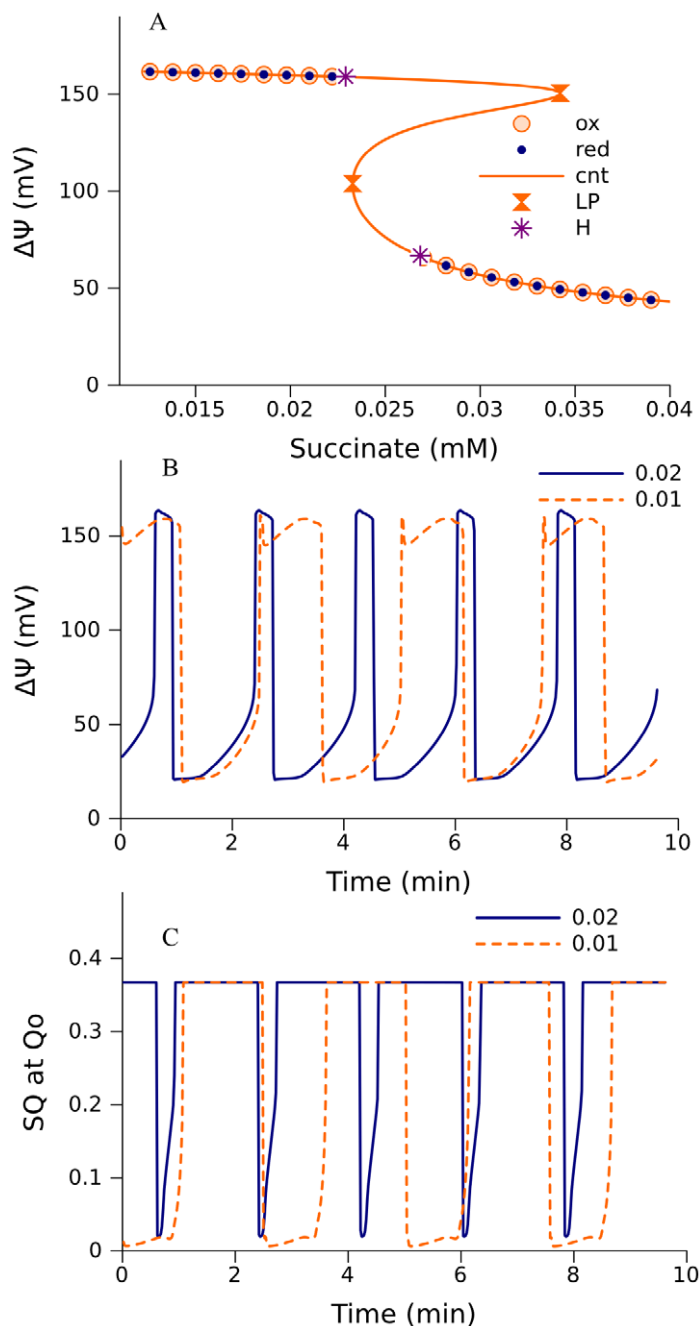 A
ΔΨ (mV)
150
100
50
0
ox
red
cnt
LP
H
0.015
0.02
0.025
0.03
0.035
0.04
Succinate (mM)
B
0.02
0.01
ΔΨ (mV)
150
100
50
0
0
2
4
6
8
10
Time (min)
C
0.02
0.01
SQ at Qo
0.4
0.3
0.2
0.1
0
0
2
4
6
8
10
Time (min)